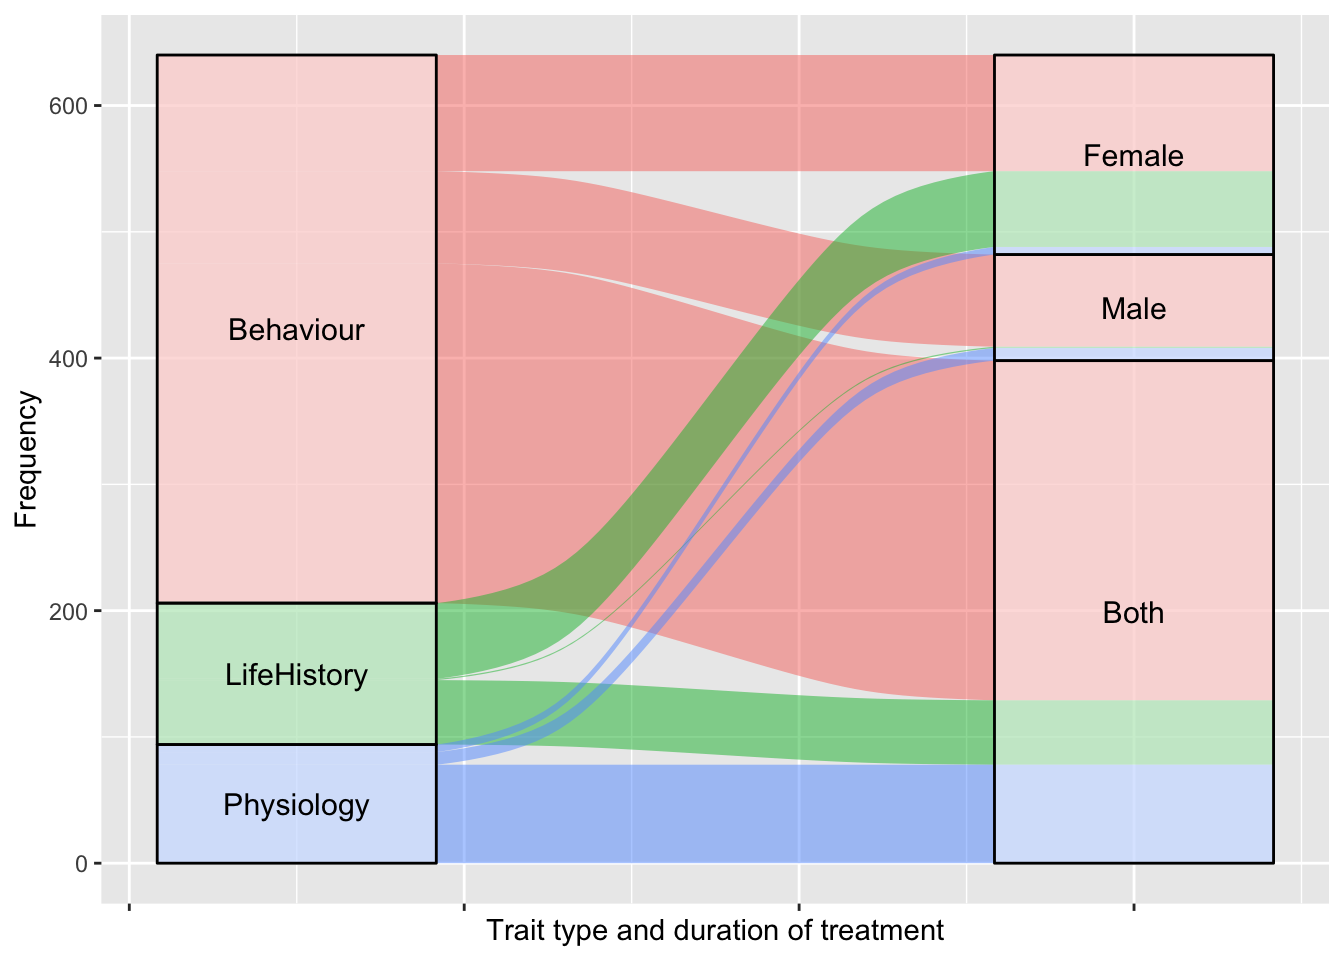 Frequency
600
400
200
0
Behaviour
LifeHistory
Physiology
Female
Male
Both
Trait type and duration of treatment